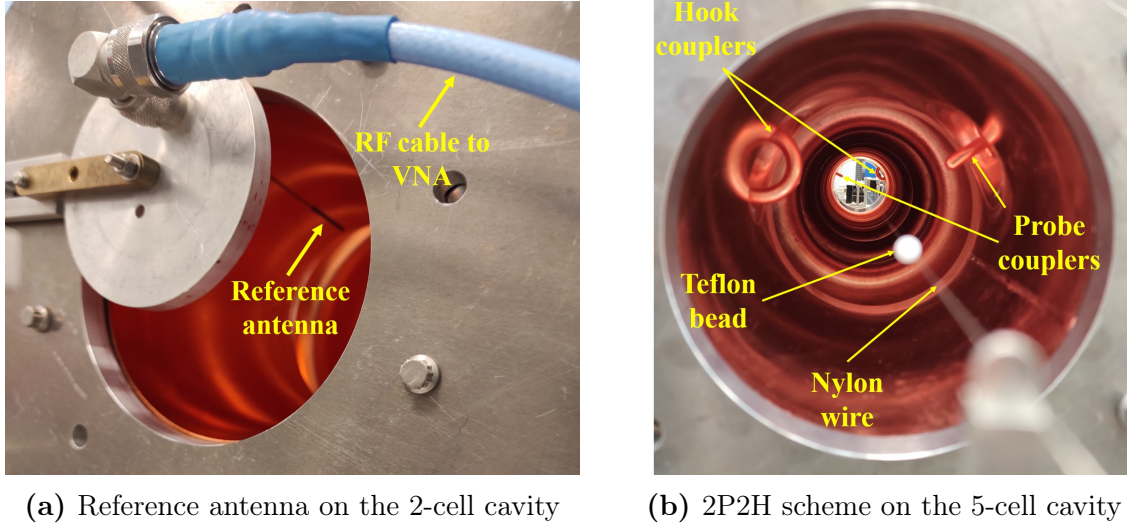 RF cable to
VNA
Reference
antenna
Hook
couplers
Probe
couplers
Teflon
bead
Nylon
wire
(a) Reference antenna on the 2-cell cavity
(b) 2P2H scheme on the 5-cell cavity